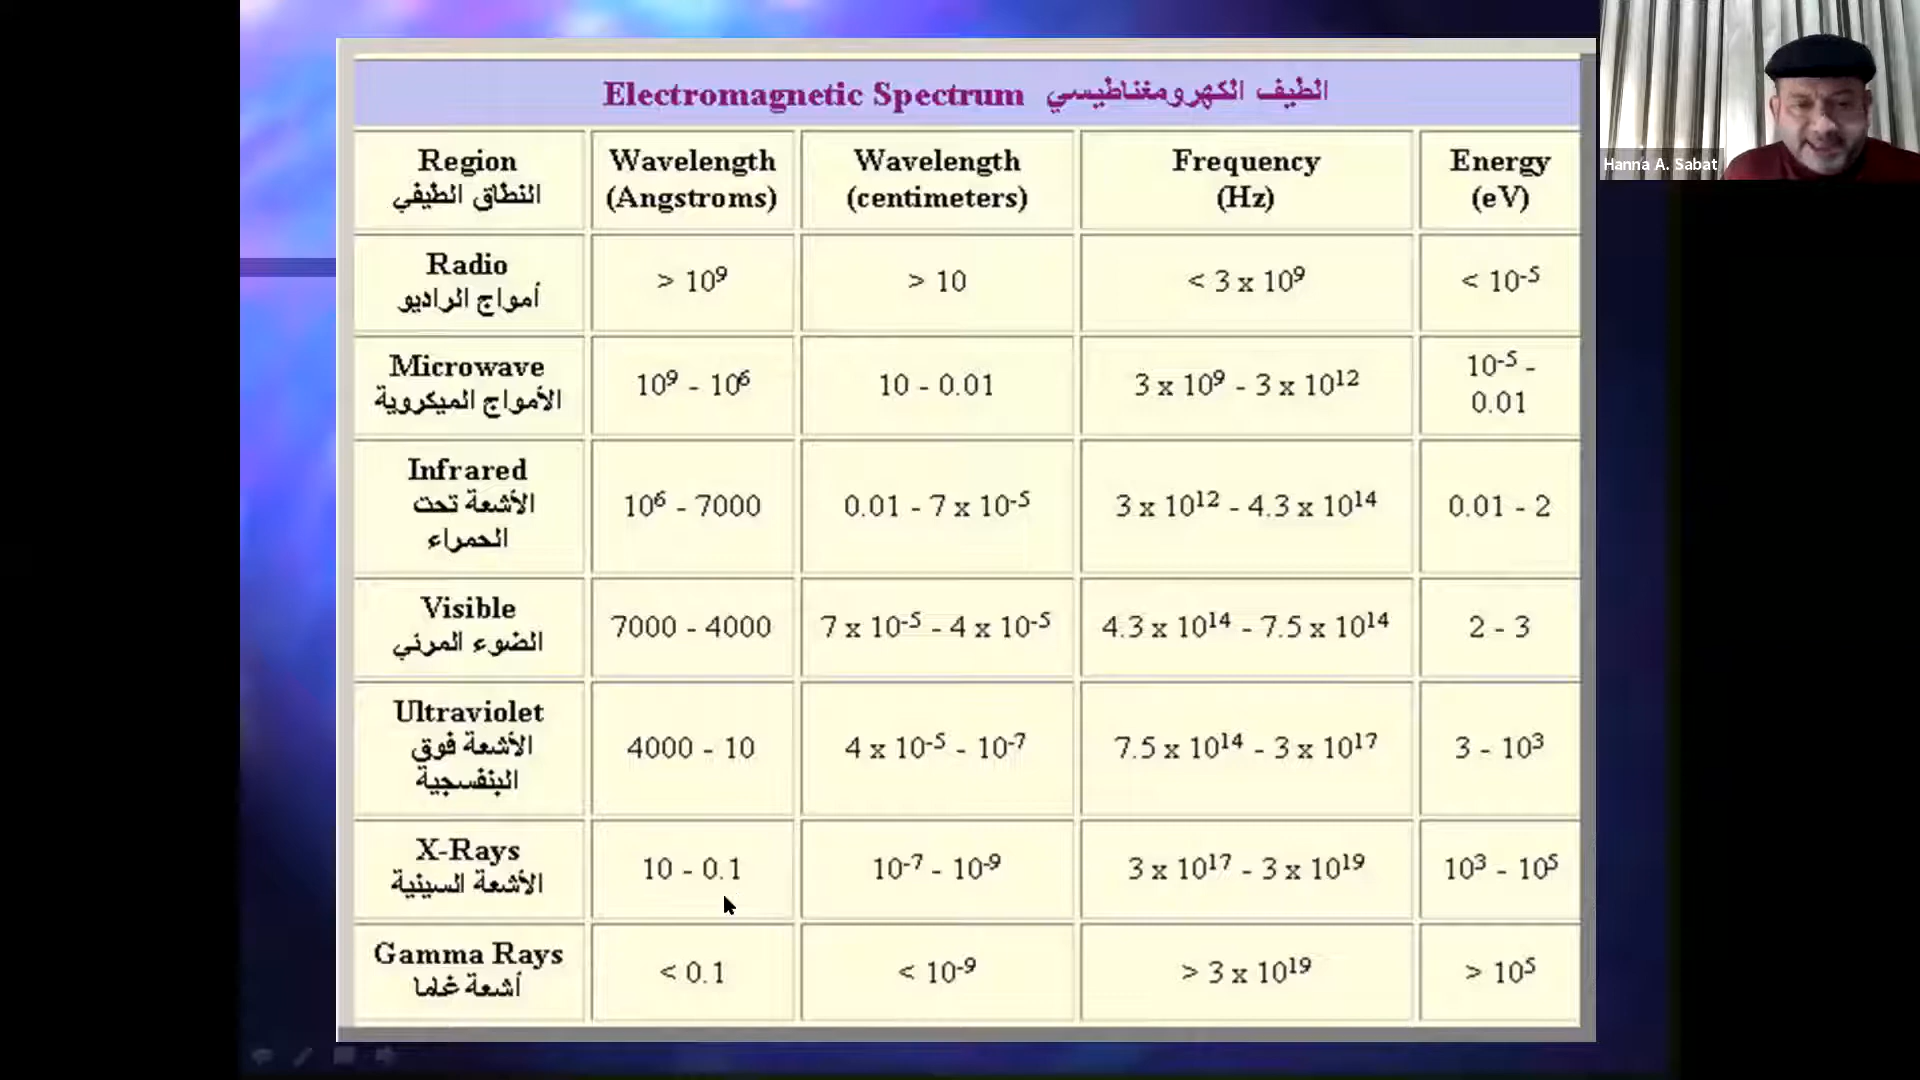 Electromagnetic Spectrum الطيف الكهرومغناطيسي
Region
النطاق الطيفي
Wavelength
(Angstroms)
Wavelength
(centimeters)
Frequency
(Hz)
Energy
(eV)
Radio
أمواج الراديو
> 10⁹
> 10
< 3 x 10⁹
< 10⁻⁵
Microwave
الأمواج الميكروية
10⁹ - 10⁶
10 - 0.01
3 x 10⁹ - 3 x 10¹²
10⁻⁵ -
0.01
Infrared
الأشعة تحت
الحمراء
10⁶ - 7000
0.01 - 7 x 10⁻⁵
3 x 10¹² - 4.3 x 10¹⁴
0.01 - 2
Visible
الضوء المرئي
7000 - 4000
7 x 10⁻⁵ - 4 x 10⁻⁵
4.3 x 10¹⁴ - 7.5 x 10¹⁴
2 - 3
Ultraviolet
الأشعة فوق
البنفسجية
4000 - 10
4 x 10⁻⁵ - 10⁻⁷
7.5 x 10¹⁴ - 3 x 10¹⁷
3 - 10³
X-Rays
الأشعة السينية
10 - 0.1
10⁻⁷ - 10⁻⁹
3 x 10¹⁷ - 3 x 10¹⁹
10³ - 10⁵
Gamma Rays
أشعة غاما
< 0.1
< 10⁻⁹
> 3 x 10¹⁹
> 10⁵
Hanna A. Sabat